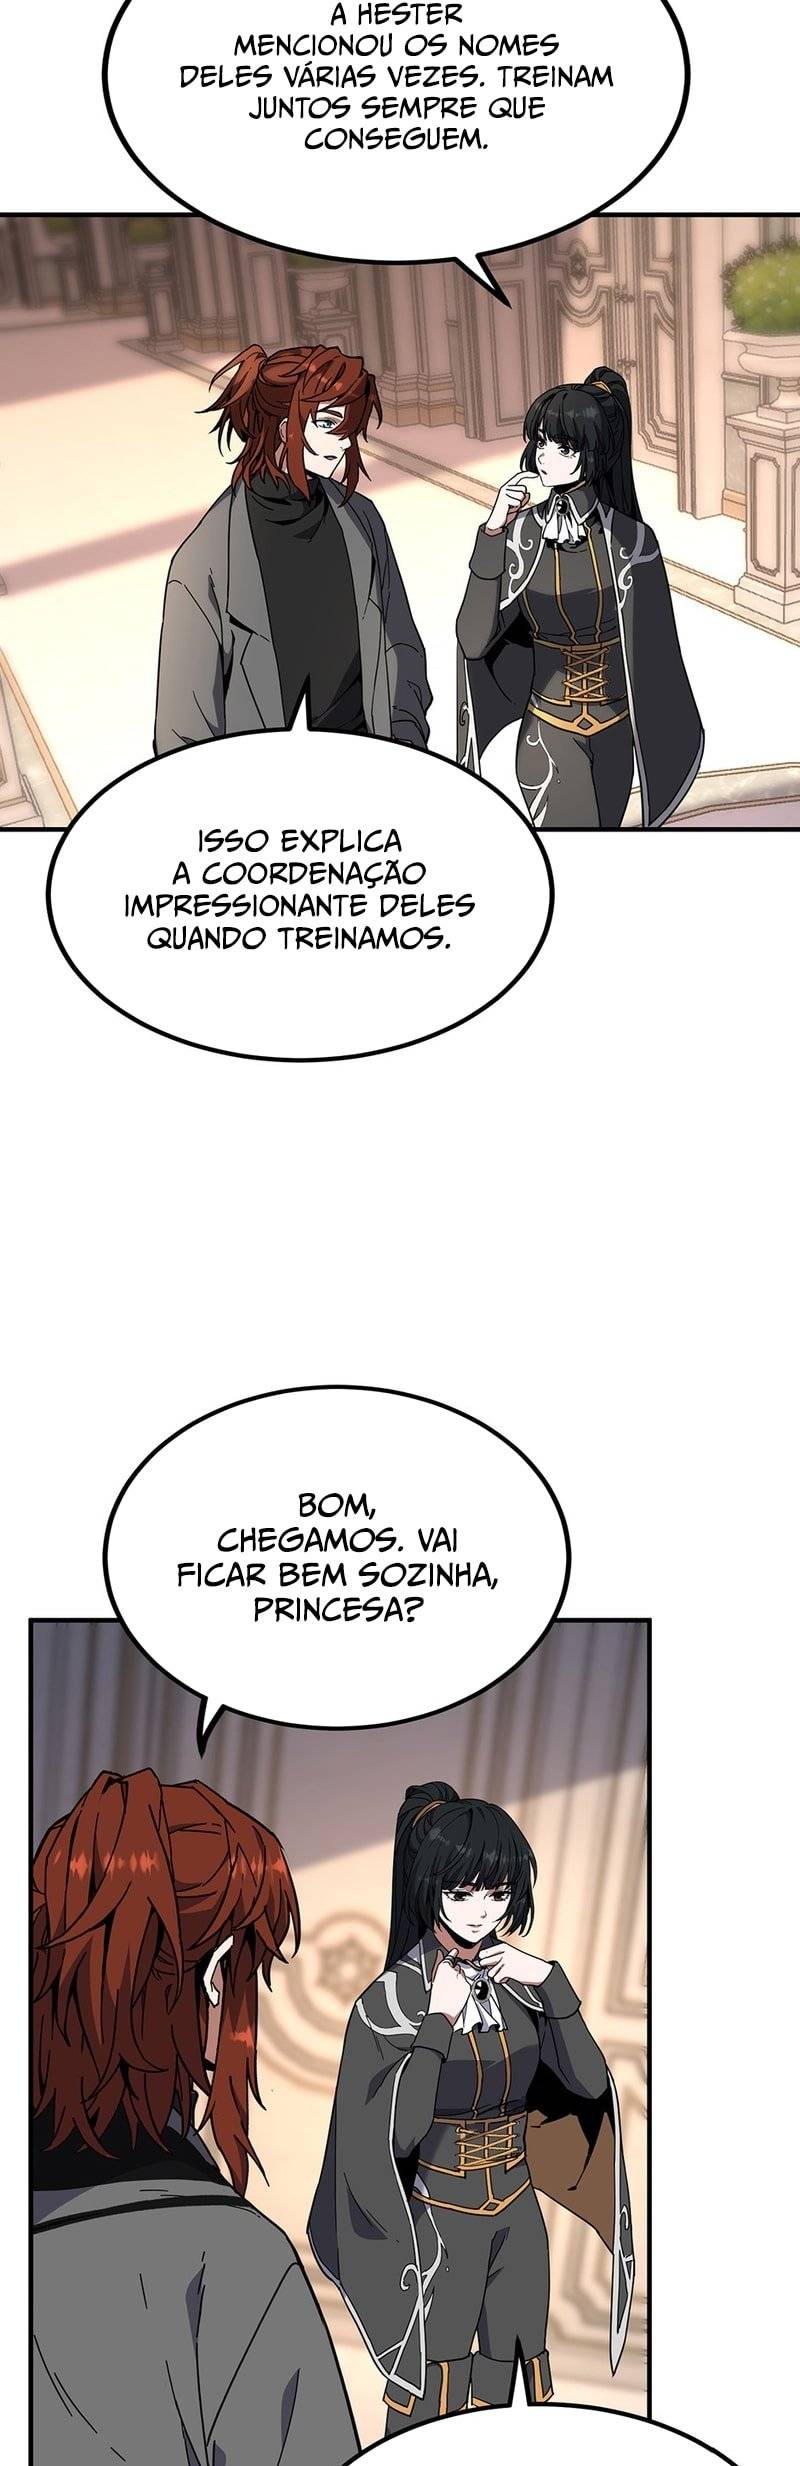 A HESTER
MENCIONOU OS NOMES
DELES VÁRIAS VEZES. TREINAM
JUNTOS SEMPRE QUE
CONSEGUEM.
ISSO EXPLICA
A COORDENAÇÃO
IMPRESSIONANTE DELES
QUANDO TREINAMOS.
BOM,
CHEGAMOS. VAI
FICAR BEM SOZINHA,
PRINCESA?